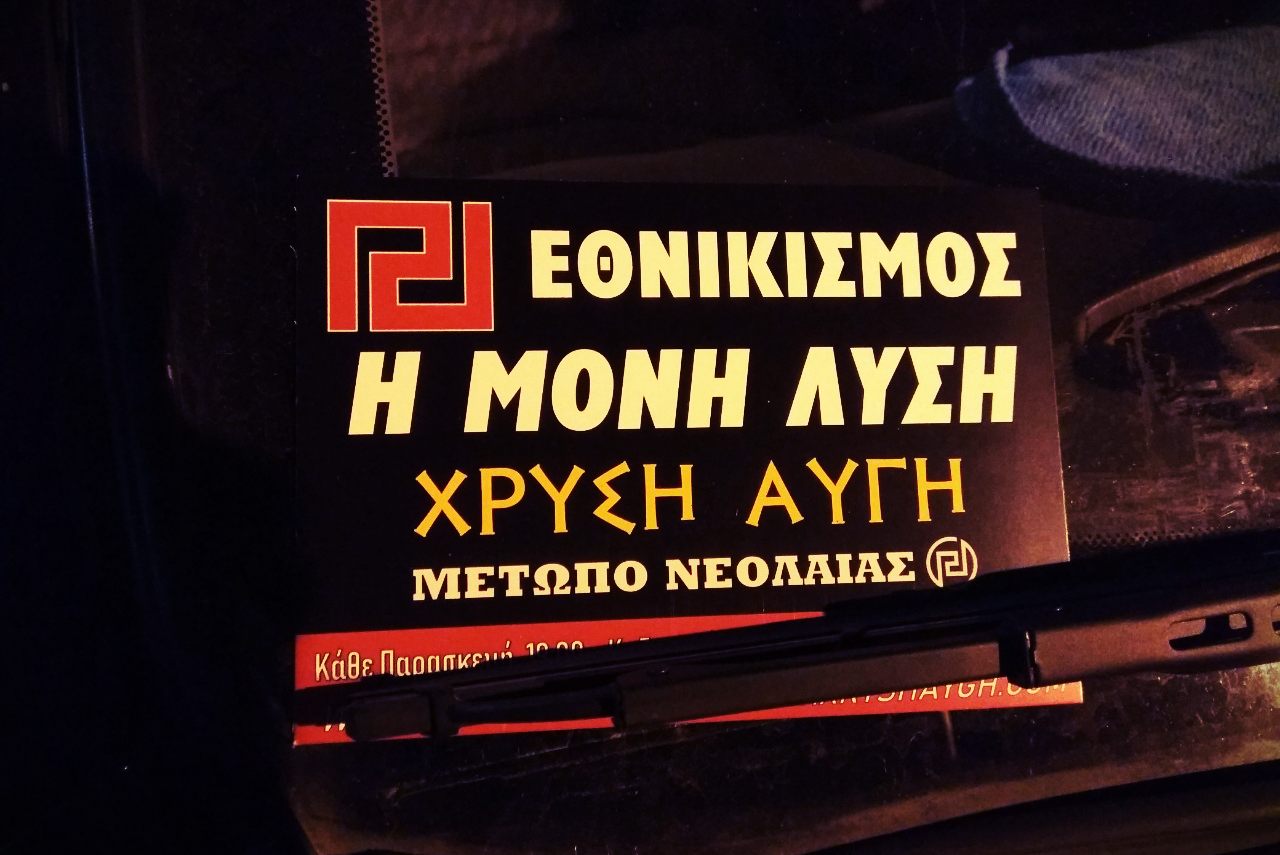 ΕΘΝΙΚΙΣΜΟΣ
Η ΜΟΝΗ ΛΥΣΗ
ΧΡΥΣΗ ΑΥΓΗ
ΜΕΤΩΠΟ ΝΕΟΛΑΙΑΣ
Κάθε Παρασκευή